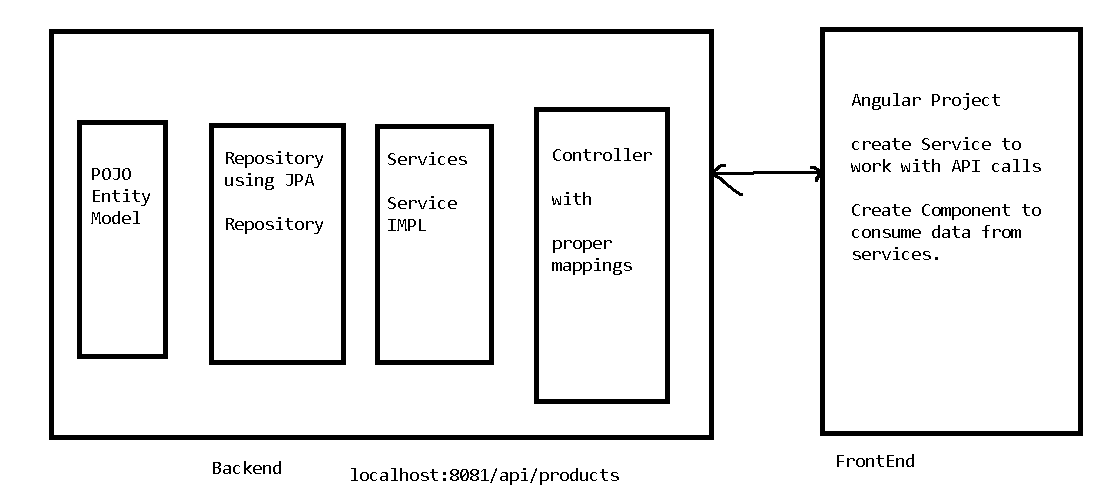 POJO
Entity
Model
Repository
using JPA
Repository
Services
Service
IMPL
Controller
with
proper
mappings
Angular Project
create Service to
work with API calls
Create Component to
consume data from
services.
Backend
localhost:8081/api/products
FrontEnd